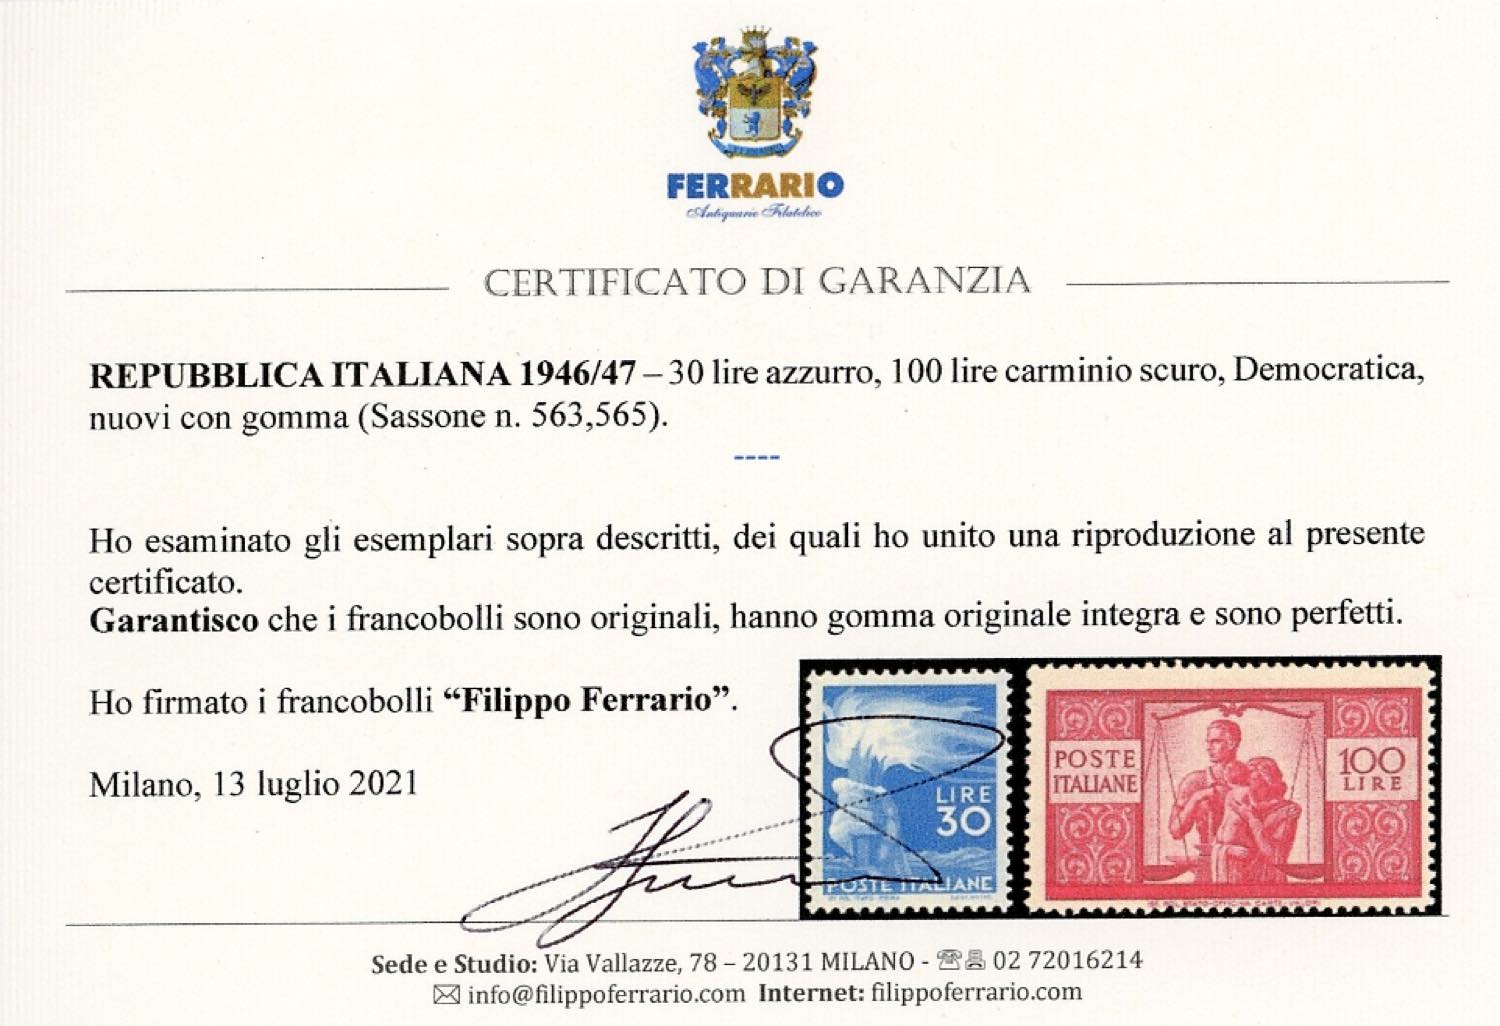 FERRARIO
Antiquario Filatelico
CERTIFICATO DI GARANZIA
REPUBBLICA ITALIANA 1946/47 – 30 lire azzurro, 100 lire carminio scuro, Democratica,
nuovi con gomma (Sassone n. 563,565).
----
Ho esaminato gli esemplari sopra descritti, dei quali ho unito una riproduzione al presente
certificato.
Garantisco che i francobolli sono originali, hanno gomma originale integra e sono perfetti.
Ho firmato i francobolli “Filippo Ferrario”.
Milano, 13 luglio 2021
LIRE
30
POSTE ITALIANE
POSTE
ITALIANE
100
LIRE
Sede e Studio: Via Vallazze, 78 – 20131 MILANO - 02 72016214
info@filippoferrario.com Internet: filippoferrario.com